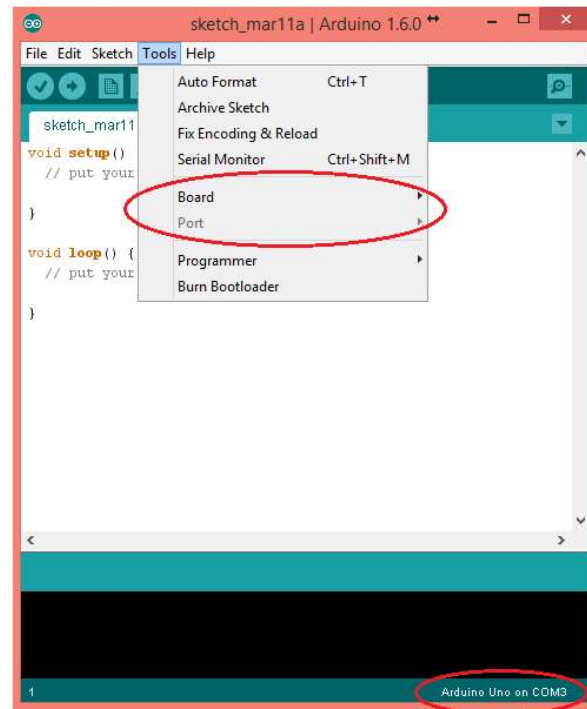 sketch_mar11a | Arduino 1.6.0
File Edit Sketch Tools Help
Auto Format Ctrl+T
Archive Sketch
Fix Encoding & Reload
Serial Monitor Ctrl+Shift+M
Board
Port
Programmer
Burn Bootloader
sketch_mar11
void setup()
// put your
}
void loop() {
// put your
}
1 Arduino Uno on COM3